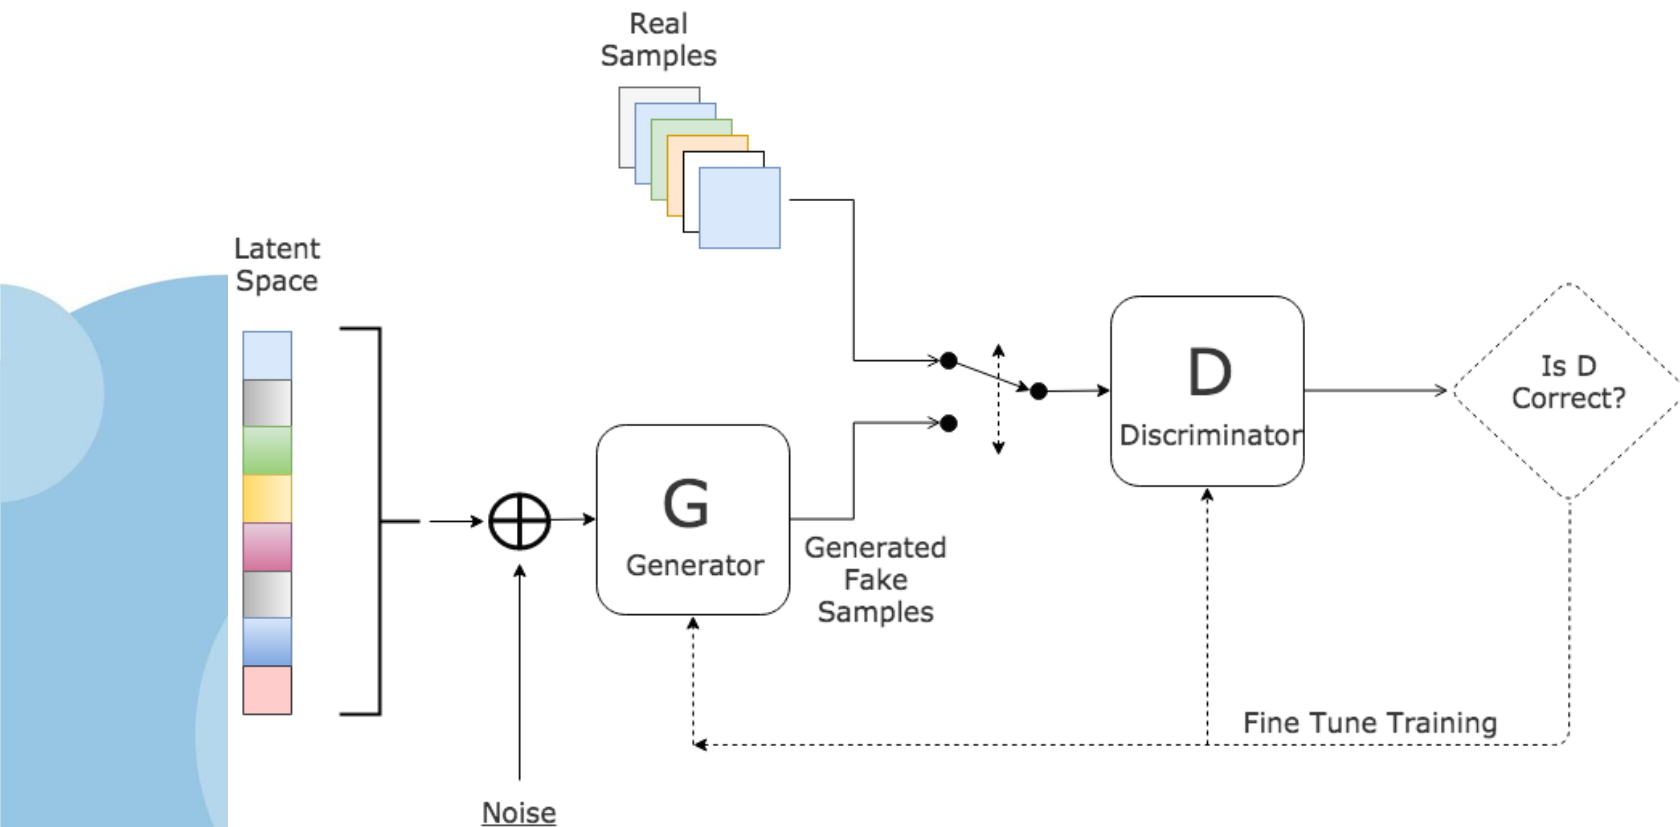 Real
Samples
Latent
Space
Is D
Correct?
D
Discriminator
G
Generator
Generated
Fake
Samples
Fine Tune Training
Noise